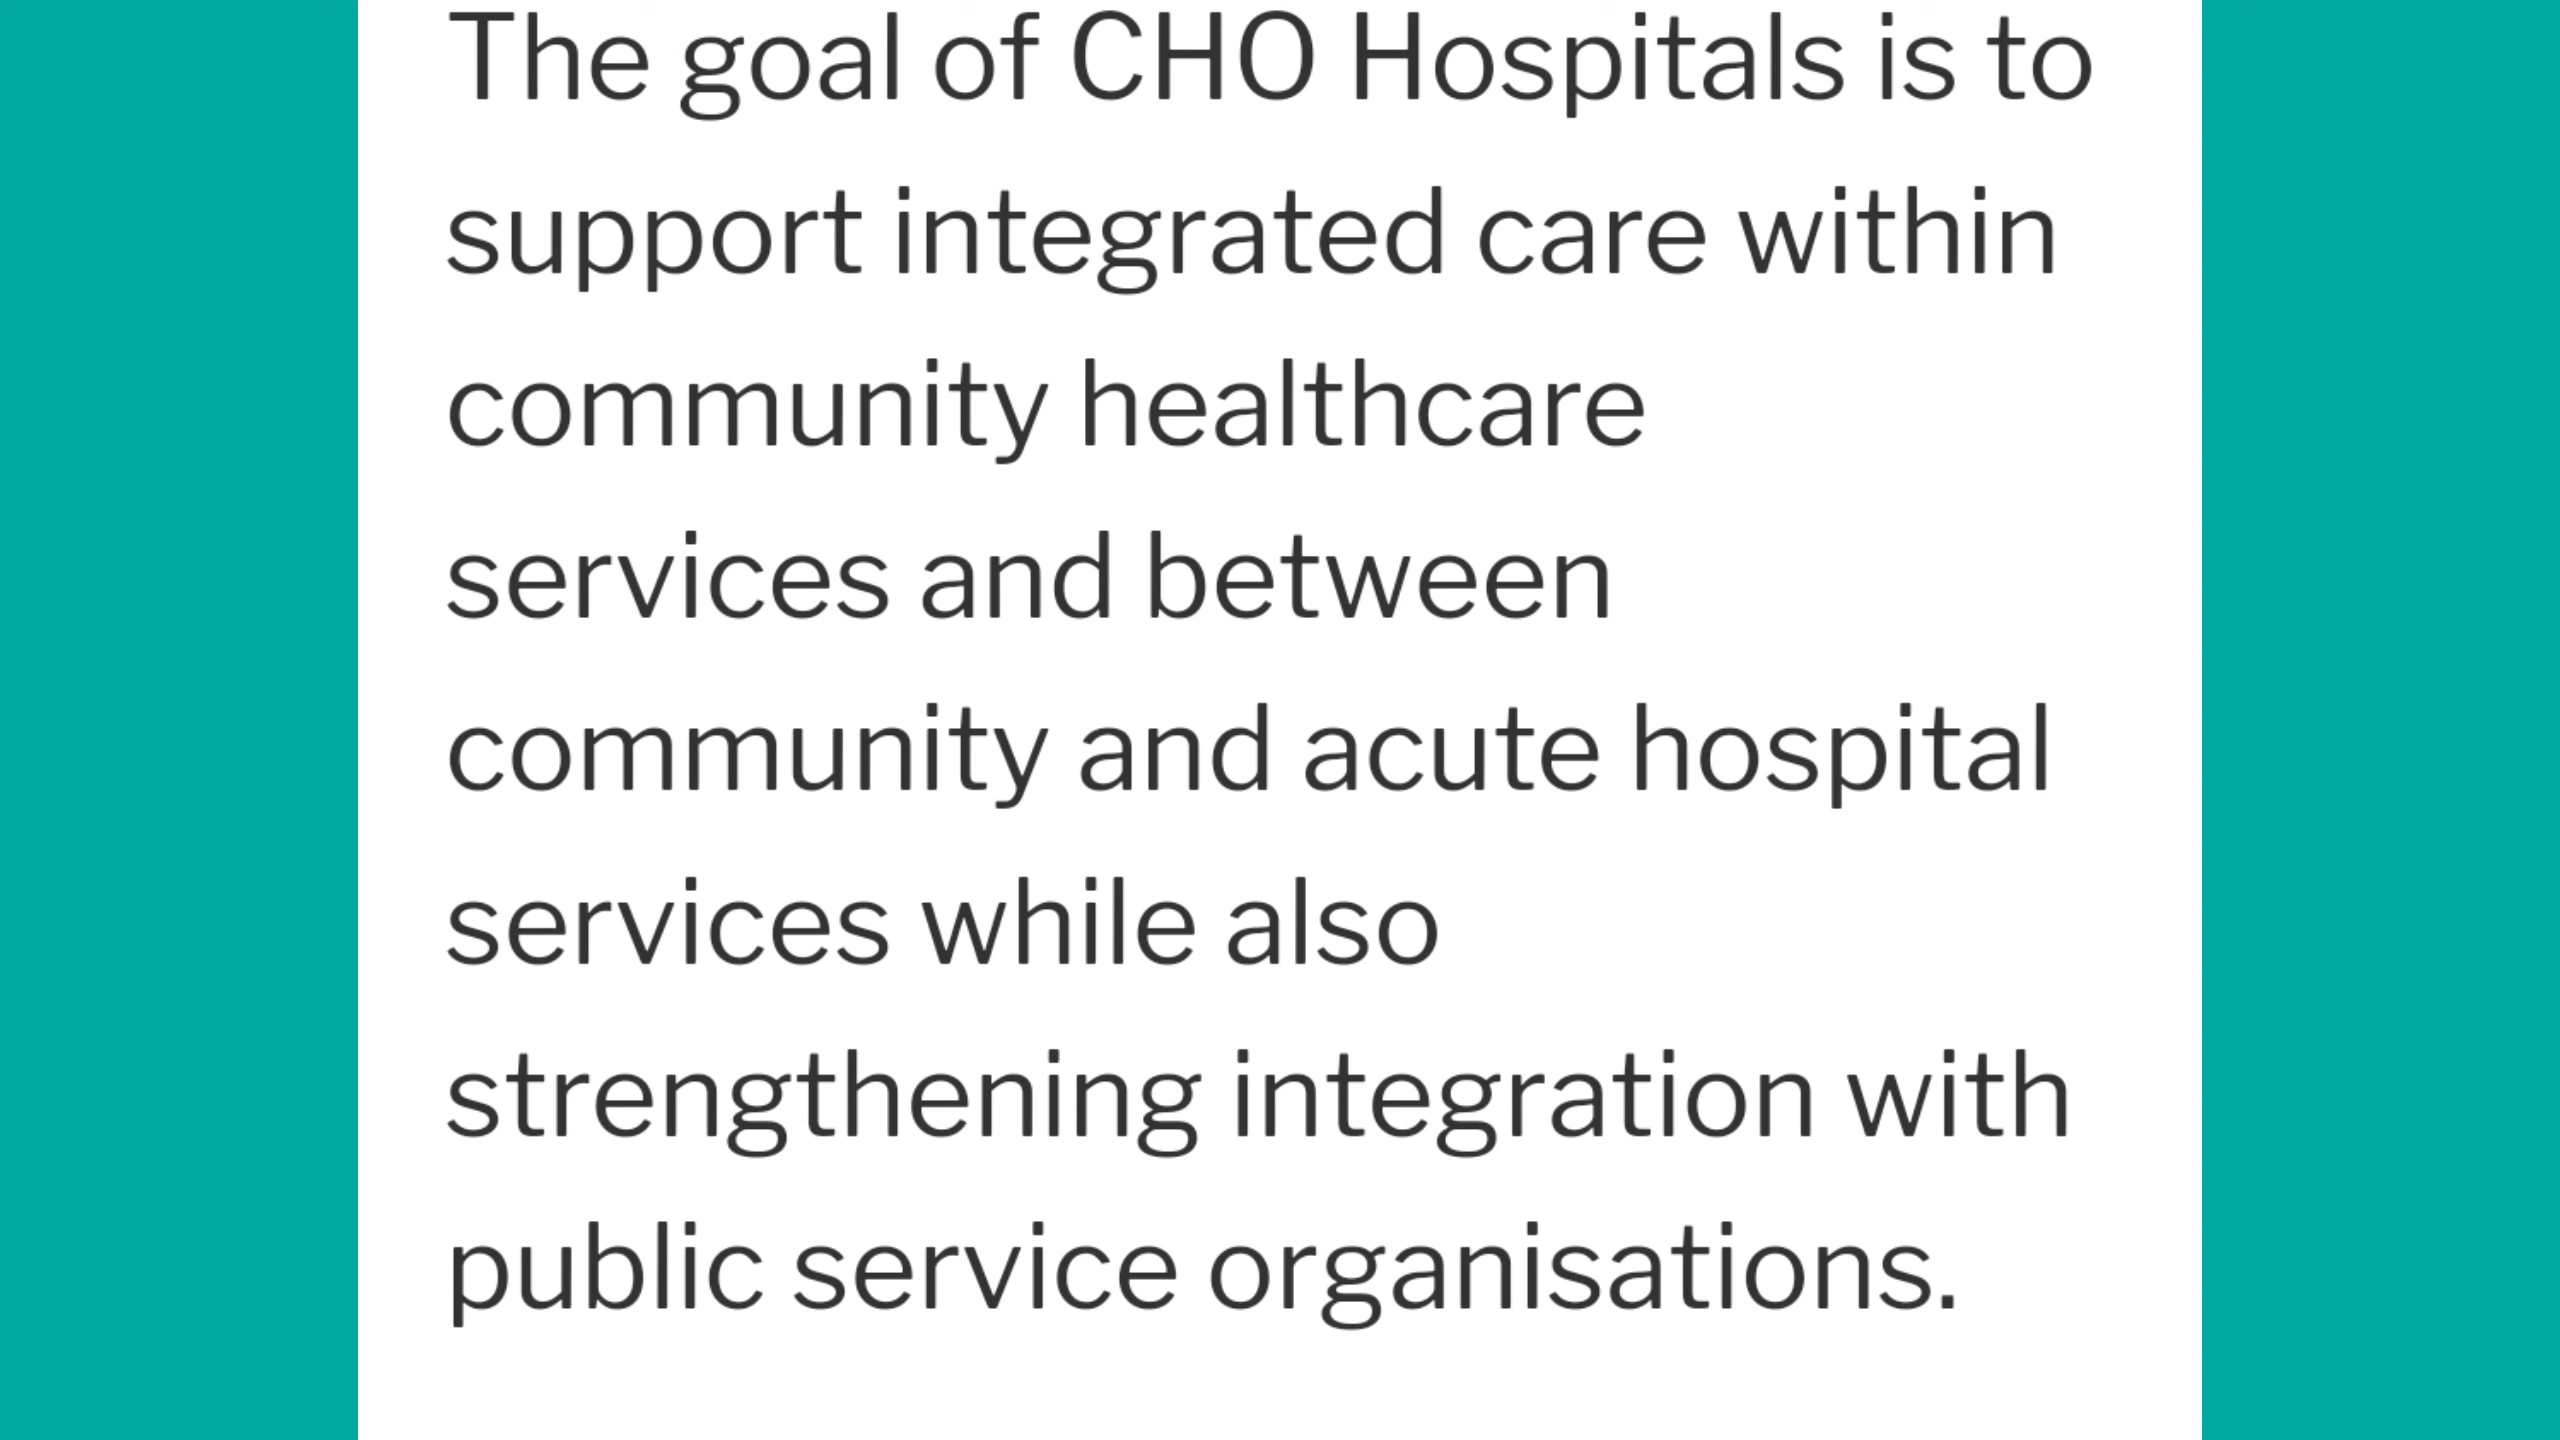 The goal of CHO Hospitals is to
support integrated care within
community healthcare
services and between
community and acute hospital
services while also
strengthening integration with
public service organisations.